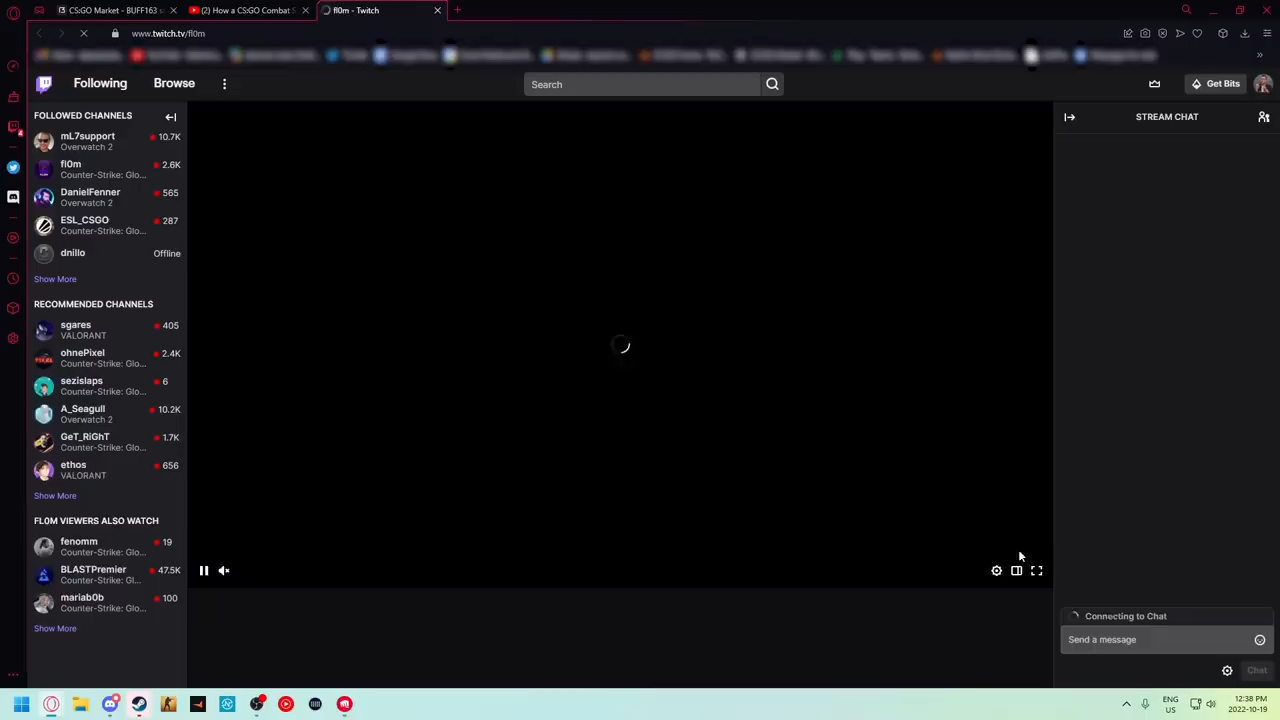 CS:GO Market - BUFF163 s
(2) How a CS:GO Combat S
fl0m - Twitch
www.twitch.tv/fl0m
Following
Browse
Search
Get Bits
FOLLOWED CHANNELS
mL7support
10.7K
Overwatch 2
fl0m
2.6K
Counter-Strike: Glo...
DanielFenner
565
Overwatch 2
ESL_CSGO
287
Counter-Strike: Glo...
dnillo
Offline
Show More
RECOMMENDED CHANNELS
sgares
405
VALORANT
ohnePixel
2.4K
Counter-Strike: Glo...
sezislaps
6
Counter-Strike: Glo...
A_Seagull
10.2K
Overwatch 2
GeT_RiGhT
1.7K
Counter-Strike: Glo...
ethos
656
VALORANT
Show More
FL0M VIEWERS ALSO WATCH
fenomm
19
Counter-Strike: Glo...
BLASTPremier
47.5K
Counter-Strike: Gl...
mariab0b
100
Counter-Strike: Glo...
Show More
STREAM CHAT
Connecting to Chat
Send a message
Chat
ENG
US
12:38 PM
2022-10-19